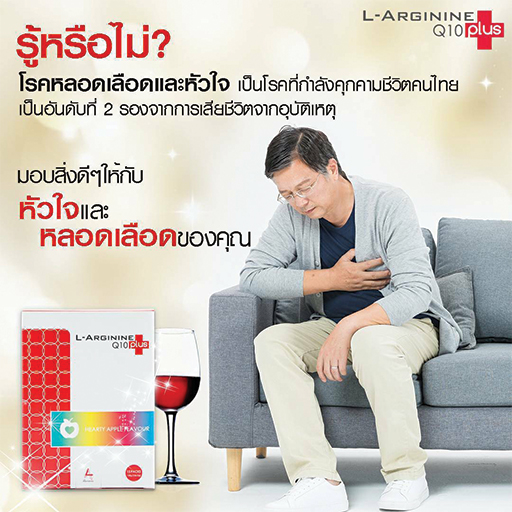 L-ARGININE
Q10 plus
รู้หรือไม่?
โรคหลอดเลือดและหัวใจ เป็นโรคที่กำลังคุกคามชีวิตคนไทย
เป็นอันดับที่ 2 รองจากการเสียชีวิตจากอุบัติเหตุ
มอบสิ่งดีๆให้กับ
หัวใจและ
หลอดเลือดของคุณ
L-ARGININE
Q10 plus
HEARTY APPLE FLAVOUR